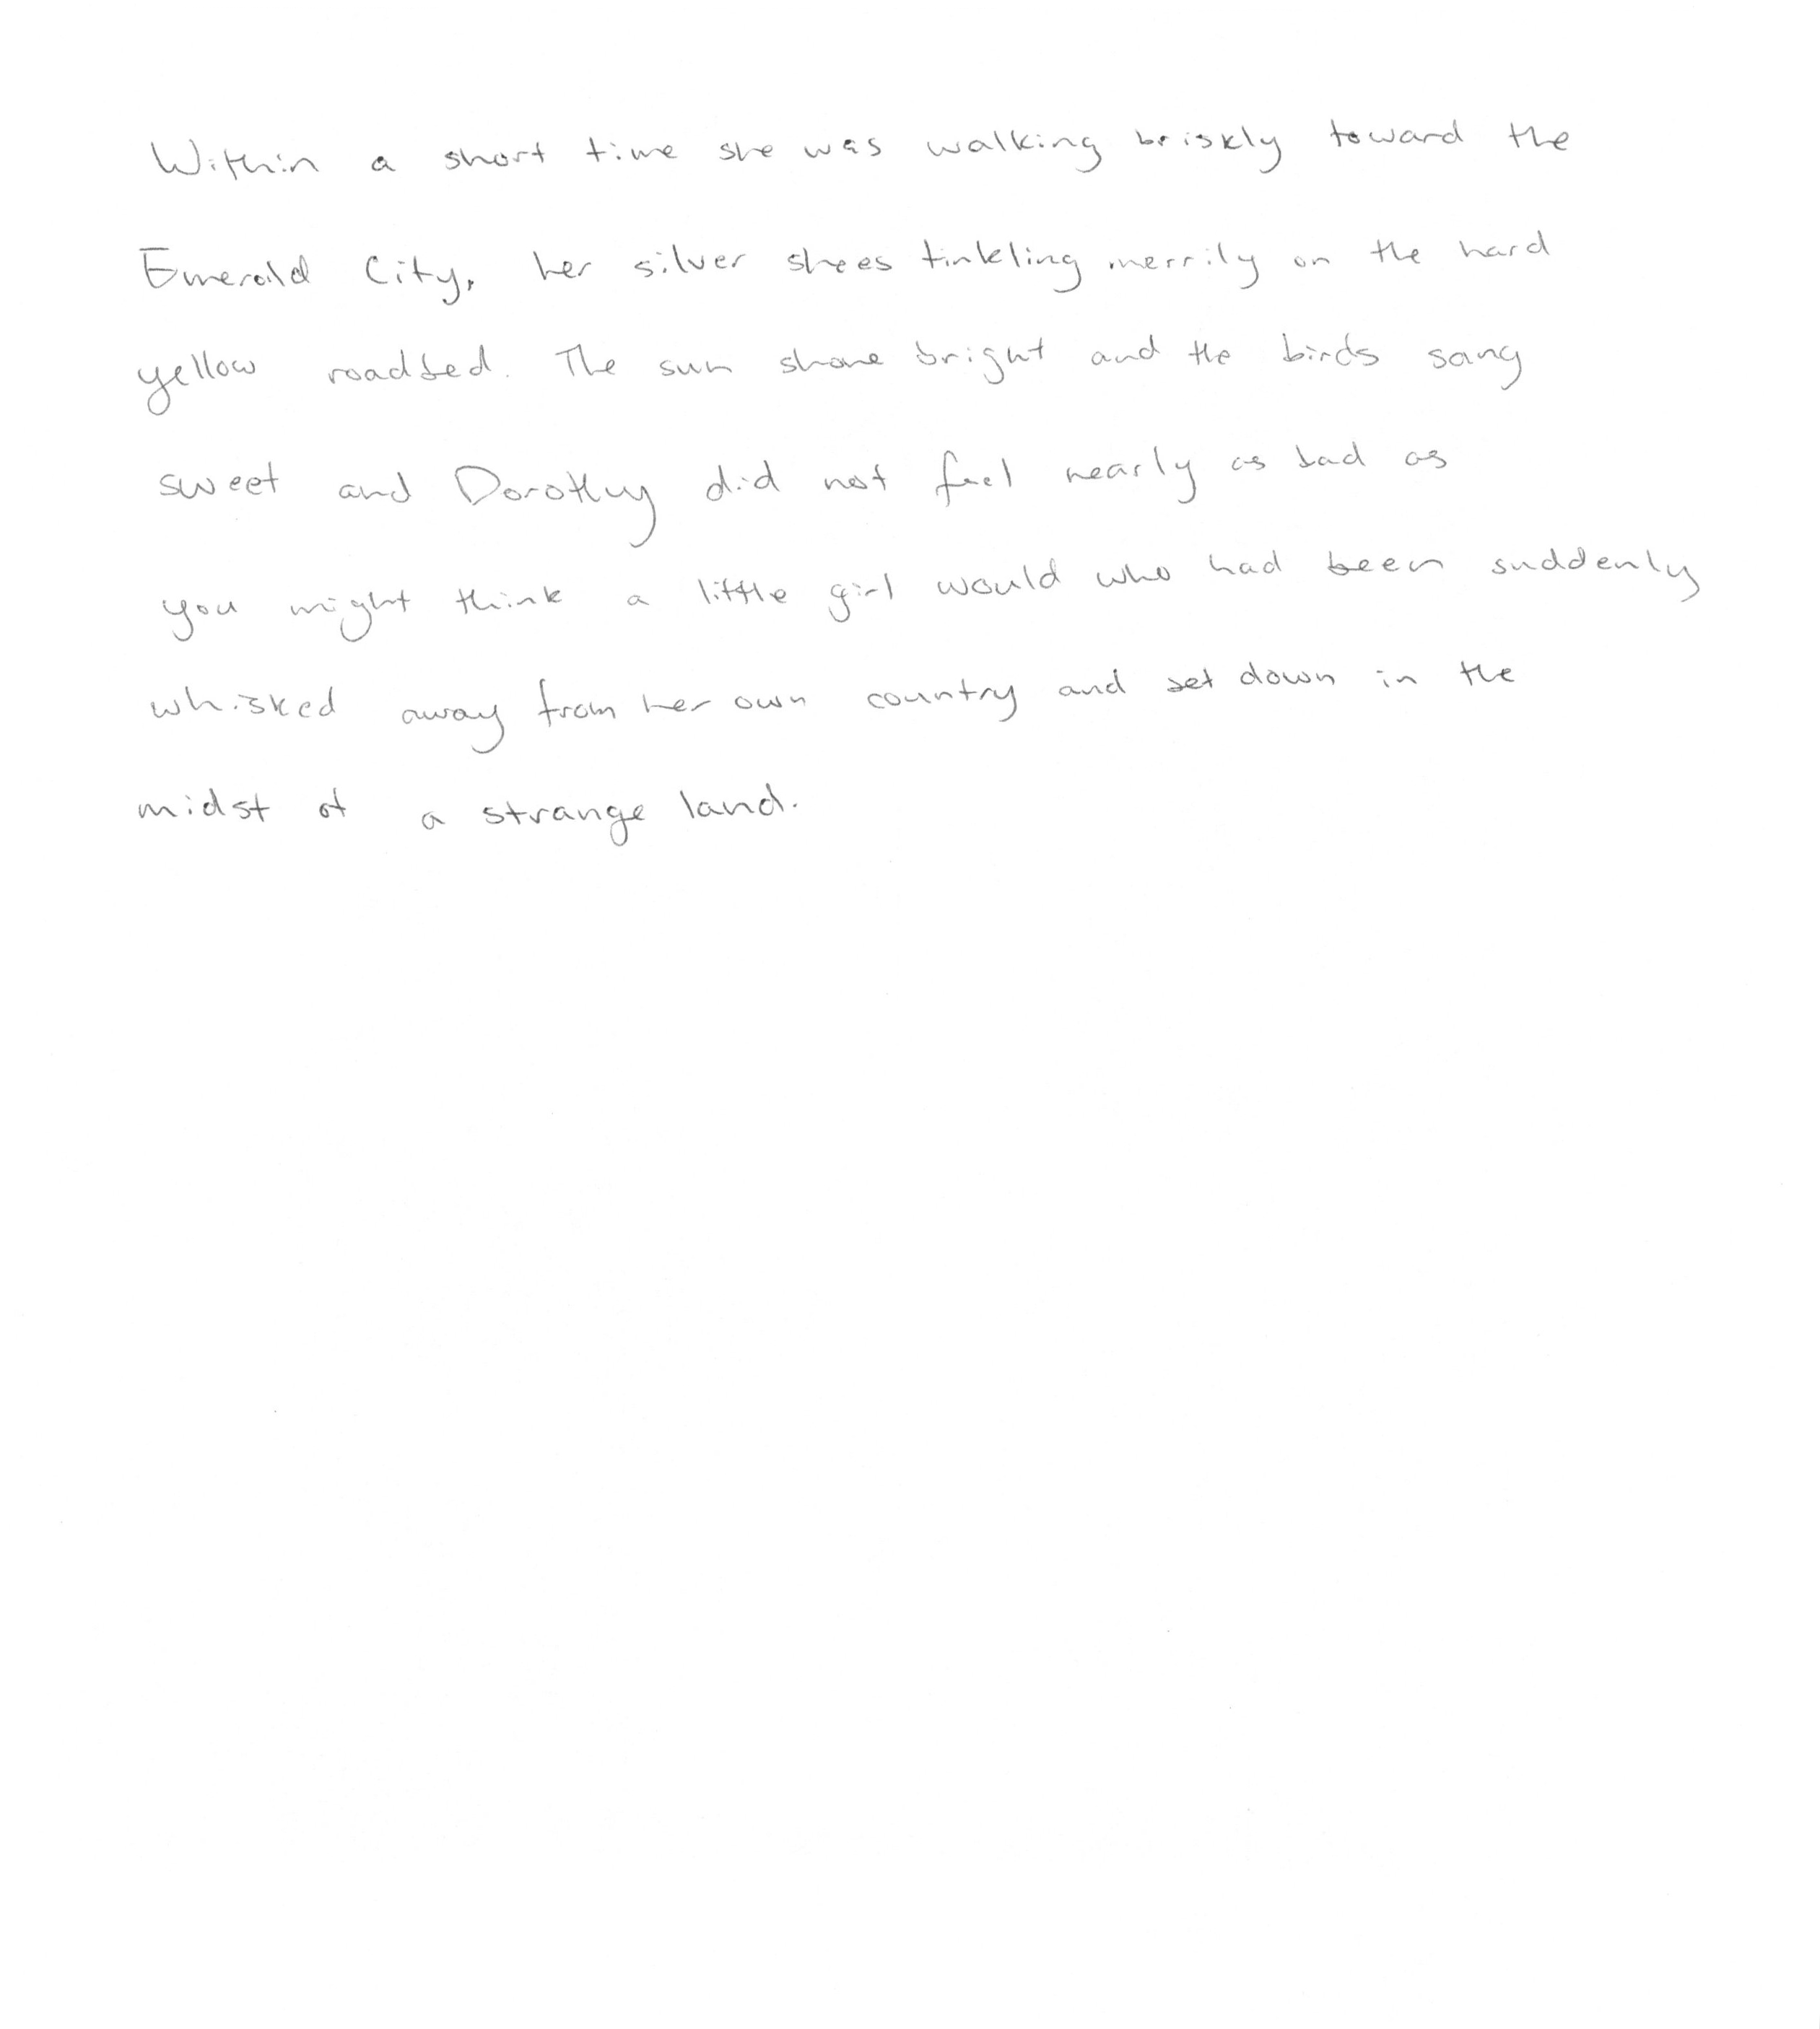 Within a short time she was walking briskly toward the
Emerald City, her silver shoes tinkling merrily on the hard
yellow roadbed. The sun shone bright and the birds sang
sweet and Dorothy did not feel nearly as bad as
you might think a little girl would who had been suddenly
whisked away from her own country and set down in the
midst of a strange land.